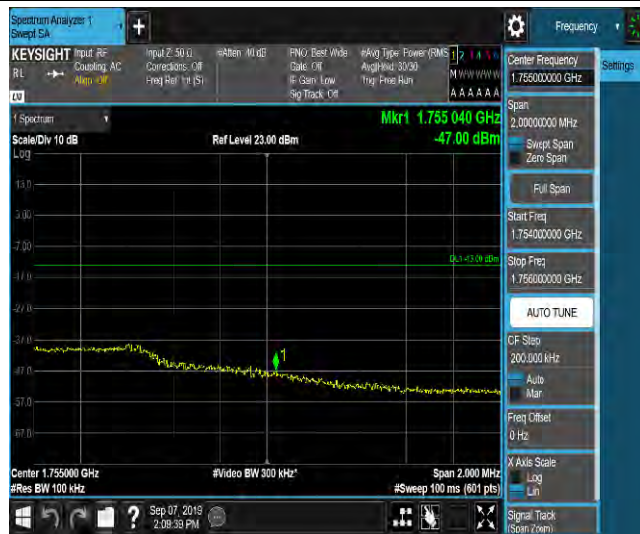 Spectrum Analyzer 1
Swept SA
Frequency
KEYSIGHT
RL
Input: RF
Coupling: AC
Align: Off
Input Z: 50 Ω
Corrections: Off
Freq Ref: Int (S)
#Atten: 40 dB
PNO: Best Wide
Gate: Off
IF Gain: Low
Sig Track: Off
#Avg Type: Power (RMS
Avg|Hold: 30/30
Trig: Free Run
M W W W W W
A A A A A A
1 Spectrum
Scale/Div 10 dB
Log
Ref Level 23.00 dBm
Mkr1 1.755 040 GHz
-47.00 dBm
13.0
3.00
-7.00
-17.0
-27.0
-37.0
-47.0
-57.0
-67.0
DL1 -13.00 dBm
1
Center 1.755000 GHz
#Res BW 100 kHz
#Video BW 300 kHz*
Span 2.000 MHz
#Sweep 100 ms (601 pts)
?
Sep 07, 2019
2:09:39 PM
Center Frequency
1.755000000 GHz
Settings
Span
2.00000000 MHz
Swept Span
Zero Span
Full Span
Start Freq
1.754000000 GHz
Stop Freq
1.756000000 GHz
AUTO TUNE
CF Step
200.000 kHz
Auto
Man
Freq Offset
0 Hz
X Axis Scale
Log
Lin
Signal Track
(Span Zoom)